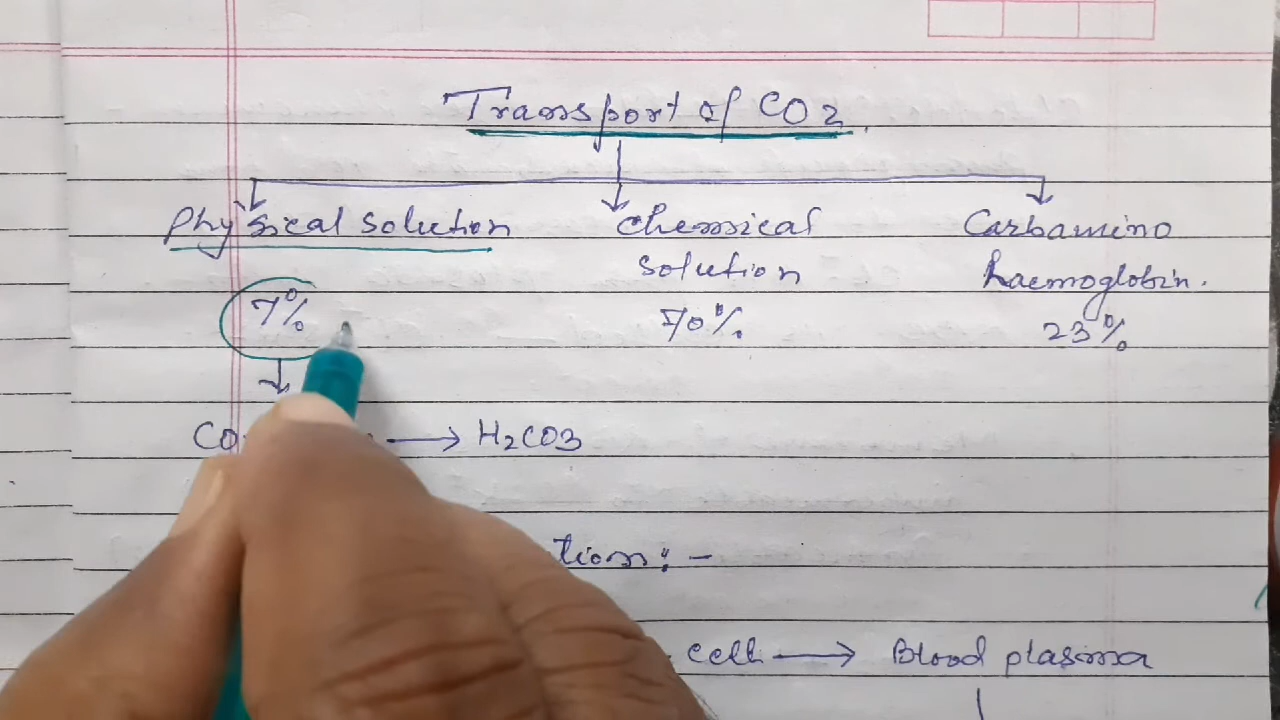 Transport of CO2
Physical solution
Chemical
solution
Carbamino
haemoglobin.
7%
70%
23%
→ H2CO3
:-
cell → Blood plasma